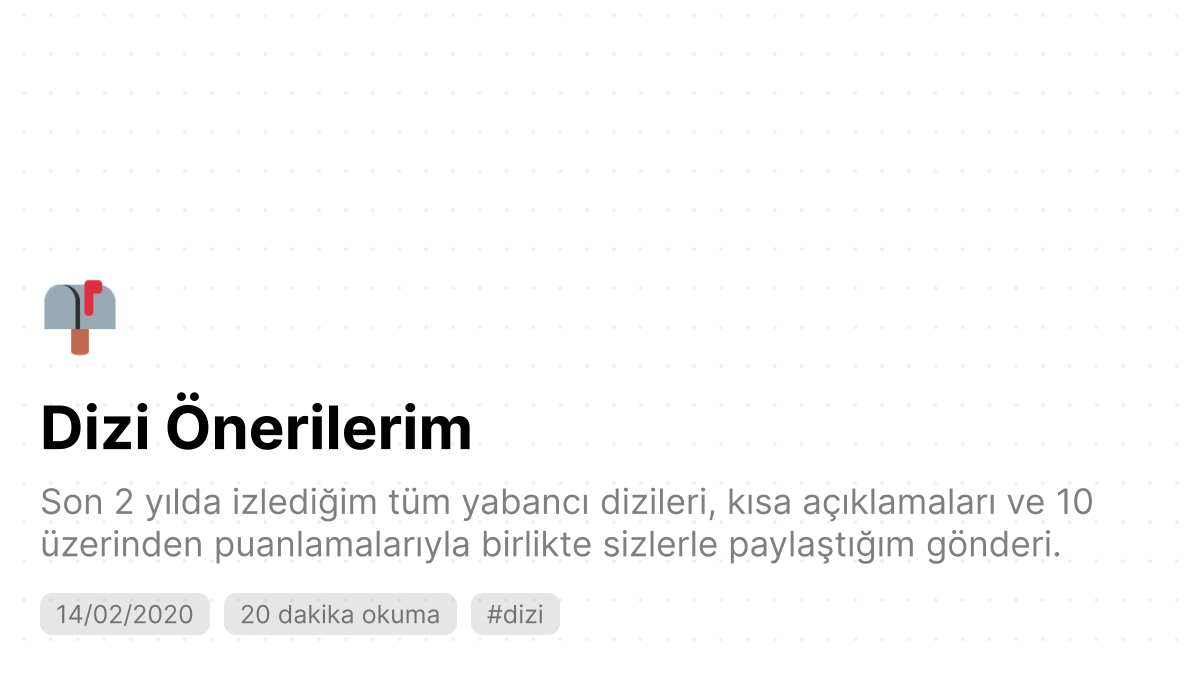 Dizi Önerilerim
Son 2 yılda izlediğim tüm yabancı dizileri, kısa açıklamaları ve 10
üzerinden puanlamalarıyla birlikte sizlerle paylaştığım gönderi.
14/02/2020 20 dakika okuma #dizi